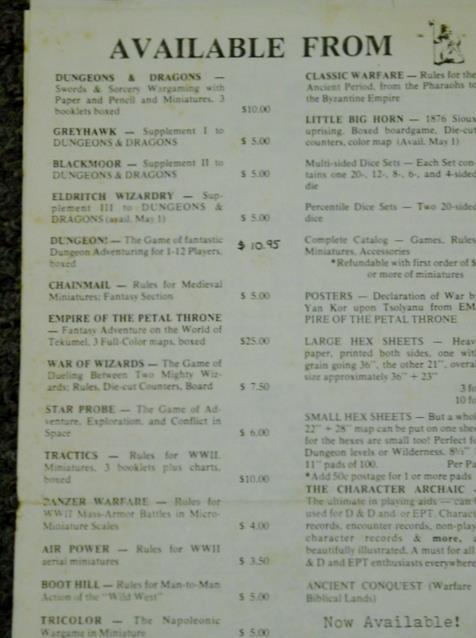 AVAILABLE FROM
DUNGEONS & DRAGONS —
Swords & Sorcery Wargaming with
Paper and Pencil and Miniatures, 3
booklets boxed $10.00
GREYHAWK — Supplement I to
DUNGEONS & DRAGONS $ 5.00
BLACKMOOR — Supplement II to
DUNGEONS & DRAGONS $ 5.00
ELDRITCH WIZARDRY — Sup-
plement III to DUNGEONS &
DRAGONS (avail. May 1) $ 5.00
DUNGEON! — The Game of fantastic $ 10.95
Dungeon Adventuring for 1-12 Players,
boxed
CHAINMAIL — Rules for Medieval
Miniatures; Fantasy Section $ 5.00
EMPIRE OF THE PETAL THRONE
— Fantasy Adventure on the World of
Tekumel, 3 Full-Color maps, boxed $25.00
WAR OF WIZARDS — The Game of
Dueling Between Two Mighty Wiz-
ards; Rules, Die-cut Counters, Board $ 7.50
STAR PROBE — The Game of Ad-
venture, Exploration, and Conflict in
Space $ 6.00
TRACTICS — Rules for WWII
Miniatures, 3 booklets plus charts,
boxed $10.00
PANZER WARFARE — Rules for
WWII Mass-Armor Battles in Micro-
Miniature Scales $ 4.00
AIR POWER — Rules for WWII
aerial miniatures $ 3.50
BOOT HILL — Rules for Man-to-Man
Action of the "Wild West" $ 5.00
TRICOLOR — The Napoleonic
Wargame in Miniature $ 5.00
CLASSIC WARFARE — Rules for the
Ancient Period, from the Pharaohs to
the Byzantine Empire
LITTLE BIG HORN — 1876 Sioux
uprising. Boxed boardgame, Die-cut
counters, color map (Avail. May 1)
Multi-sided Dice Sets — Each Set con-
tains one 20-, 12-, 8-, 6-, and 4-sided
die
Percentile Dice Sets — Two 20-sided
dice
Complete Catalog — Games, Rules,
Miniatures, Accessories
*Refundable with first order of $
or more of miniatures
POSTERS — Declaration of War by
Yan Kor upon Tsolyanu from EM-
PIRE OF THE PETAL THRONE
LARGE HEX SHEETS — Heavy
paper, printed both sides, one with
grain going 36", the other 21", overall
size approximately 36" + 23"
3 fo
10 fo
SMALL HEX SHEETS — But a whol
22" + 28" map can be put on one shee
for the hexes are small too! Perfect fo
Dungeon levels or Wilderness. 8½"
11" pads of 100. Per Pa
*Add 50c postage for 1 or more pads
THE CHARACTER ARCHAIC -
The ultimate in playing aids — can
used for D & D and or EPT. Charact
records, encounter records, non-play
character records & more, a
beautifully illustrated. A must for all
& D and EPT enthusiasts everywhere
ANCIENT CONQUEST (Warfare
Biblical Lands)
Now Available!